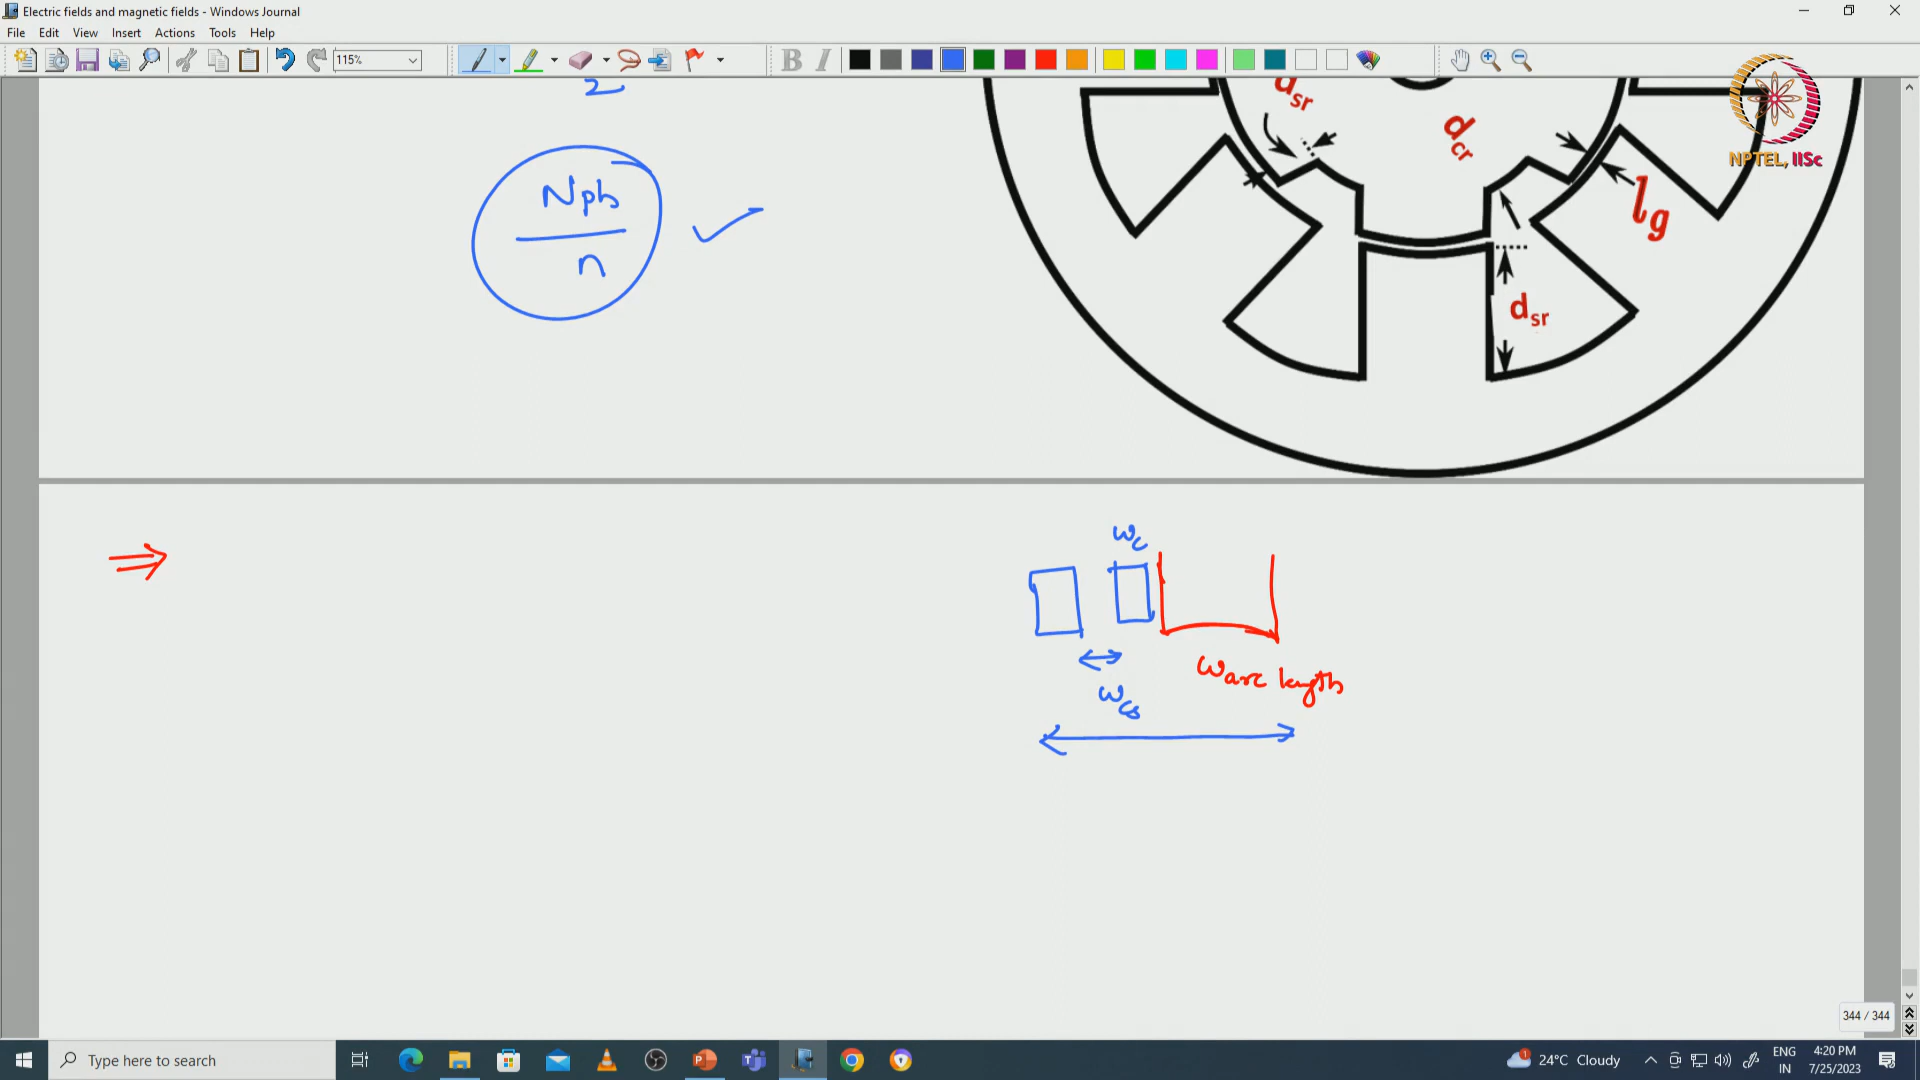 Electric fields and magnetic fields - Windows Journal
File Edit View Insert Actions Tools Help
115%
B I
2
Nph
n
dsr
dcr
lg
dsr
NPTEL, IISc
wc
wcs
warc length
344 / 344
Type here to search
24°C Cloudy
ENG
IN
4:20 PM
7/25/2023